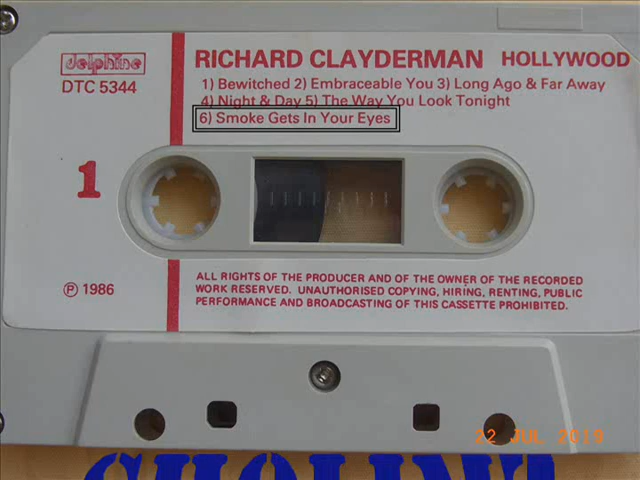 delphine
DTC 5344
RICHARD CLAYDERMAN HOLLYWOOD
1) Bewitched 2) Embraceable You 3) Long Ago & Far Away
4) Night & Day 5) The Way You Look Tonight
6) Smoke Gets In Your Eyes
1
℗ 1986
ALL RIGHTS OF THE PRODUCER AND OF THE OWNER OF THE RECORDED
WORK RESERVED. UNAUTHORISED COPYING, HIRING, RENTING, PUBLIC
PERFORMANCE AND BROADCASTING OF THIS CASSETTE PROHIBITED.
22 JUL 2019